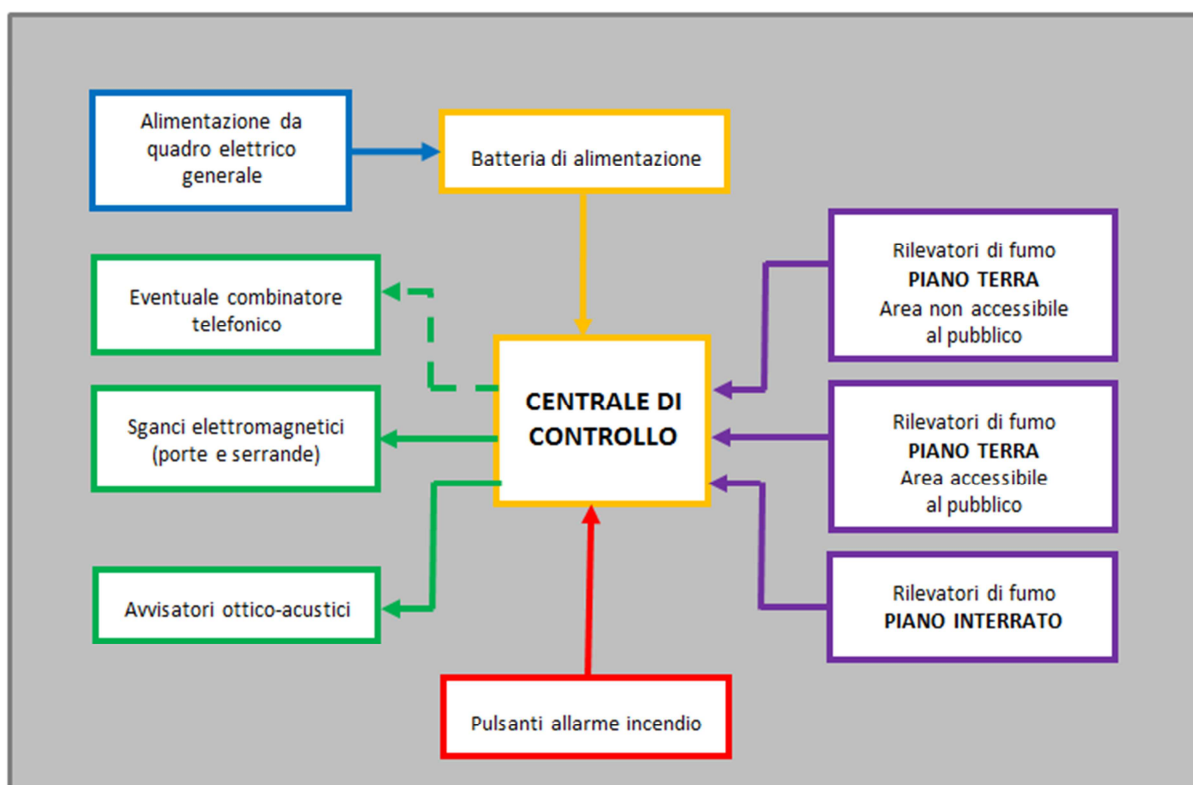 Alimentazione da
quadro elettrico
generale
Batteria di alimentazione
Eventuale combinatore
telefonico
Sganci elettromagnetici
(porte e serrande)
Avvisatori ottico-acustici
CENTRALE DI
CONTROLLO
Pulsanti allarme incendio
Rilevatori di fumo
PIANO TERRA
Area non accessibile
al pubblico
Rilevatori di fumo
PIANO TERRA
Area accessibile
al pubblico
Rilevatori di fumo
PIANO INTERRATO